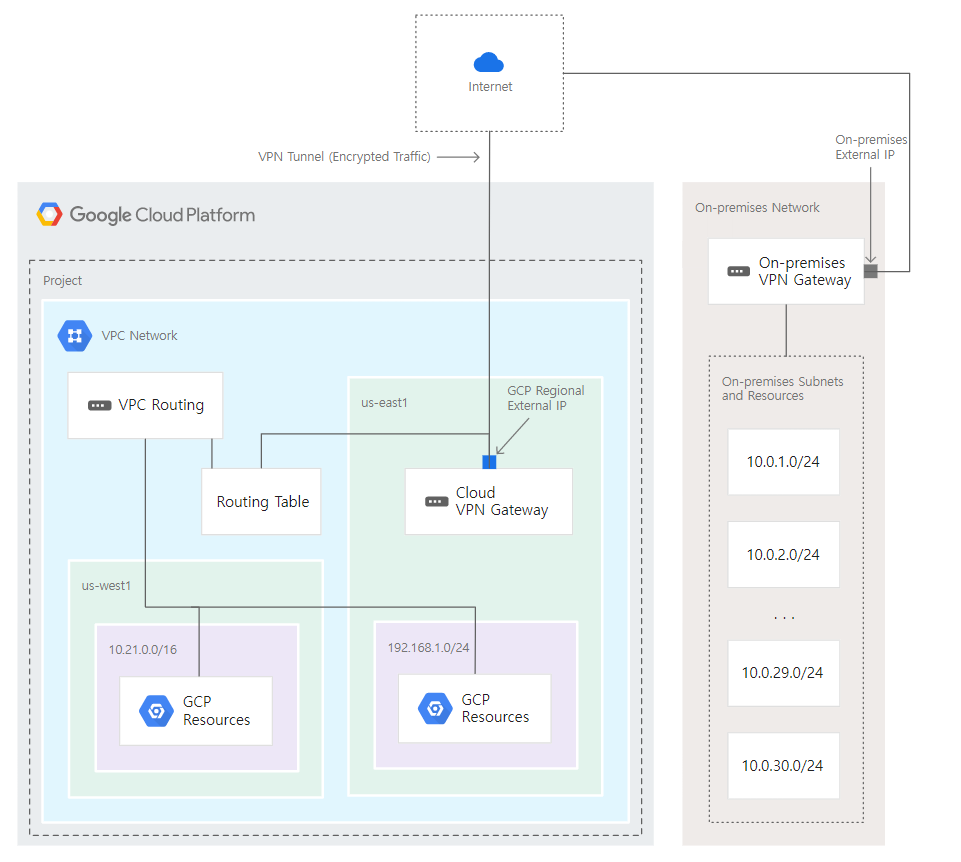 Internet
VPN Tunnel (Encrypted Traffic)
On-premises
External IP
Google Cloud Platform
On-premises Network
On-premises
VPN Gateway
Project
VPC Network
VPC Routing
us-east1
GCP Regional
External IP
Routing Table
Cloud
VPN Gateway
us-west1
10.21.0.0/16
GCP
Resources
192.168.1.0/24
GCP
Resources
On-premises Subnets
and Resources
10.0.1.0/24
10.0.2.0/24
. . .
10.0.29.0/24
10.0.30.0/24